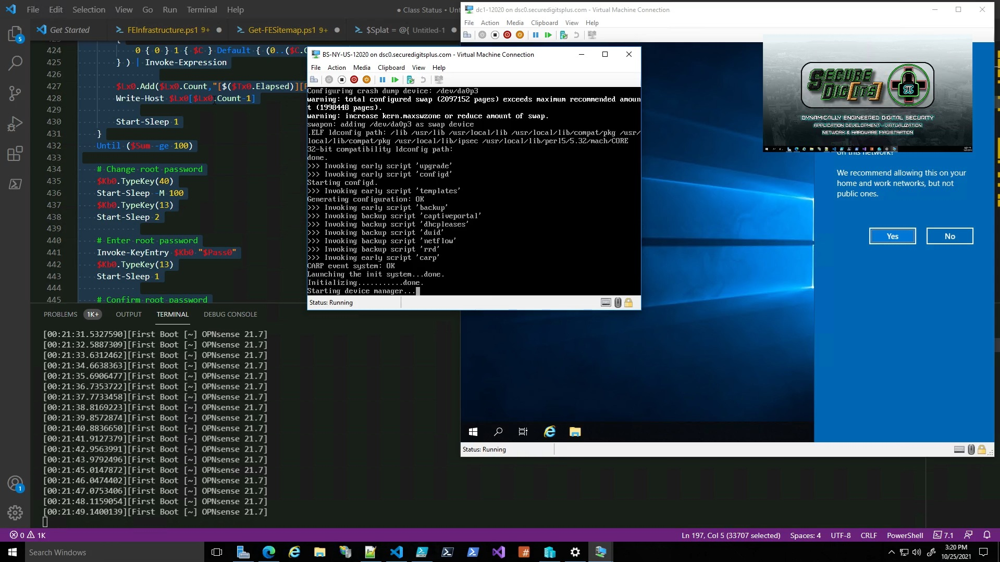 File Edit Selection View Go Run Terminal Help
● Class Status • Unt
Get Started
FEInfrastructure.ps1 9+ ●
Get-FESitemap.ps1 9+ ●
$Splat = @{ Untitled-1 ●
5
424 0 { 0 } 1 { $C } Default { (0..($C.C
425 } ) | Invoke-Expression
426
427 $Lx0.Add($Lx0.Count,"[$($Tx0.Elapsed)][F
428 Write-Host $Lx0[$Lx0.Count-1]
429
430 Start-Sleep 1
431 }
432 Until ($Sum -ge 100)
433
434 # Change root password
435 $Kb0.TypeKey(40)
436 Start-Sleep -M 100
437 $Kb0.TypeKey(13)
438 Start-Sleep 2
439
440 # Enter root password
441 Invoke-KeyEntry $Kb0 "$Pass0"
442 $Kb0.TypeKey(13)
443 Start-Sleep 1
444
445 # Confirm root password
PROBLEMS 1K+ OUTPUT TERMINAL DEBUG CONSOLE
[00:21:31.5327590][First Boot [~] OPNsense 21.7]
[00:21:32.5887309][First Boot [~] OPNsense 21.7]
[00:21:33.6312462][First Boot [~] OPNsense 21.7]
[00:21:34.6638363][First Boot [~] OPNsense 21.7]
[00:21:35.6906477][First Boot [~] OPNsense 21.7]
[00:21:36.7353722][First Boot [~] OPNsense 21.7]
[00:21:37.7733458][First Boot [~] OPNsense 21.7]
[00:21:38.8169223][First Boot [~] OPNsense 21.7]
[00:21:39.8572874][First Boot [~] OPNsense 21.7]
[00:21:40.8836650][First Boot [~] OPNsense 21.7]
[00:21:41.9127379][First Boot [~] OPNsense 21.7]
[00:21:42.9563991][First Boot [~] OPNsense 21.7]
[00:21:43.9792496][First Boot [~] OPNsense 21.7]
[00:21:45.0147872][First Boot [~] OPNsense 21.7]
[00:21:46.0474402][First Boot [~] OPNsense 21.7]
[00:21:47.0753406][First Boot [~] OPNsense 21.7]
[00:21:48.1159054][First Boot [~] OPNsense 21.7]
[00:21:49.1400139][First Boot [~] OPNsense 21.7]
1
dc1-12020 on dsc0.securedigitsplus.com - Virtual Machine Connection
File Action Media Clipboard View Help
BS-NY-US-12020 on dsc0.securedigitsplus.com - Virtual Machine Connection
File Action Media Clipboard View Help
Configuring crash dump device: /dev/da0p3
warning: total configured swap (2097152 pages) exceeds maximum recommended amoun
t (1998448 pages).
warning: increase kern.maxswzone or reduce amount of swap.
swapon: adding /dev/da0p3 as swap device
.ELF ldconfig path: /lib /usr/lib /usr/local/lib /usr/local/lib/compat/pkg /usr/
local/lib/compat/pkg /usr/local/lib/ipsec /usr/local/lib/perl5/5.32/mach/CORE
32-bit compatibility ldconfig path:
done.
>>> Invoking early script 'upgrade'
>>> Invoking early script 'configd'
Starting configd.
>>> Invoking early script 'templates'
Generating configuration: OK
>>> Invoking early script 'backup'
>>> Invoking backup script 'captiveportal'
>>> Invoking backup script 'dhcpleases'
>>> Invoking backup script 'duid'
>>> Invoking backup script 'netflow'
>>> Invoking backup script 'rrd'
>>> Invoking early script 'carp'
CARP event system: OK
Launching the init system...done.
Initializing...........done.
Starting device manager...
Status: Running
SECURE
DIG[ITS]
π
DYNAMICALLY ENGINEERED DIGITAL SECURITY
APPLICATION DEVELOPMENT - VIRTUALIZATION
NETWORK & HARDWARE MAGISTRATION
on this network?
We recommend allowing this on your
home and work networks, but not
public ones.
Yes No
Status: Running
0 1K
Ln 197, Col 5 (33707 selected) Spaces: 4 UTF-8 CRLF PowerShell 7.1
Search Windows
3:20 PM
10/25/2021